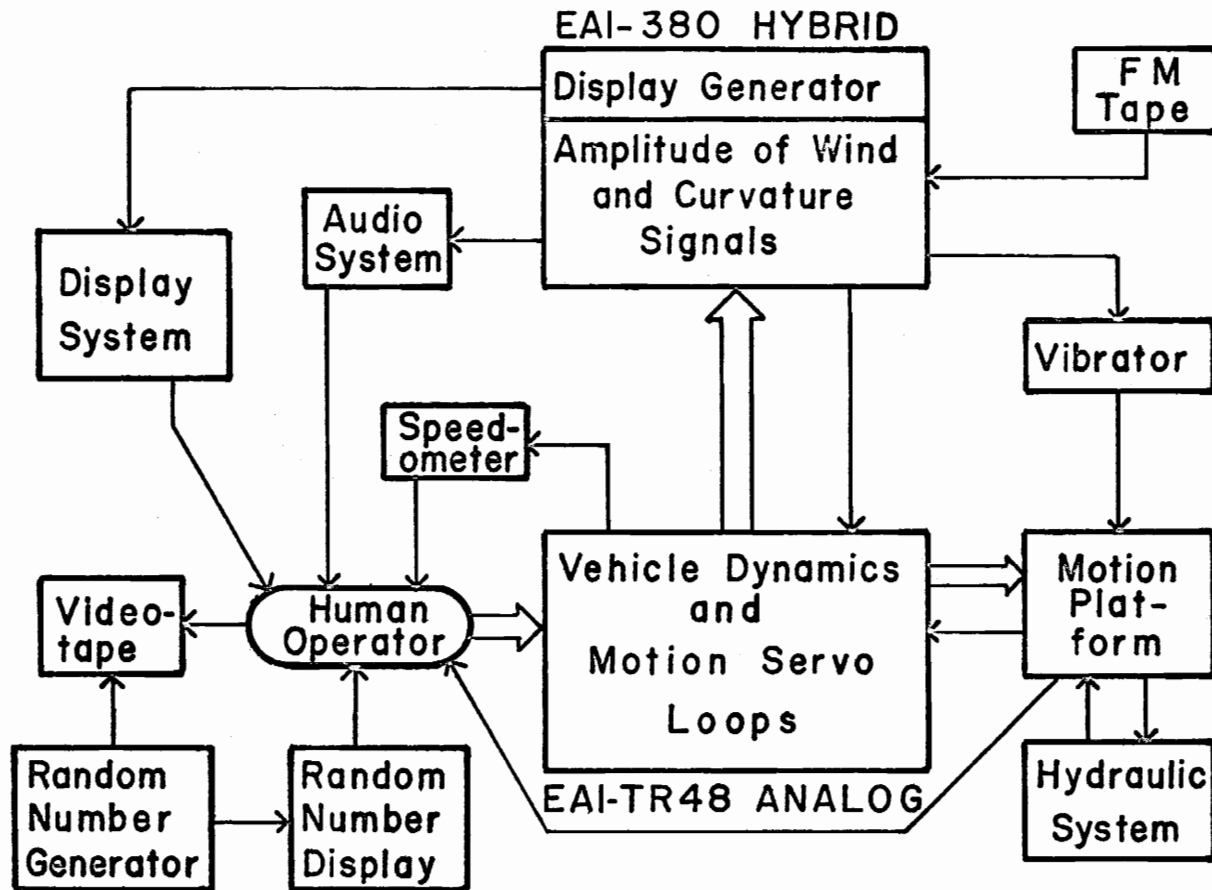 EAI-380 HYBRID
Display Generator
Amplitude of Wind
and Curvature
Signals
FM
Tape
Audio
System
Display
System
Vibrator
Speed-
ometer
Vehicle Dynamics
and
Motion Servo
Loops
EAI-TR48 ANALOG
Motion
Plat-
form
Human
Operator
Video-
tape
Random
Number
Generator
Random
Number
Display
Hydraulic
System